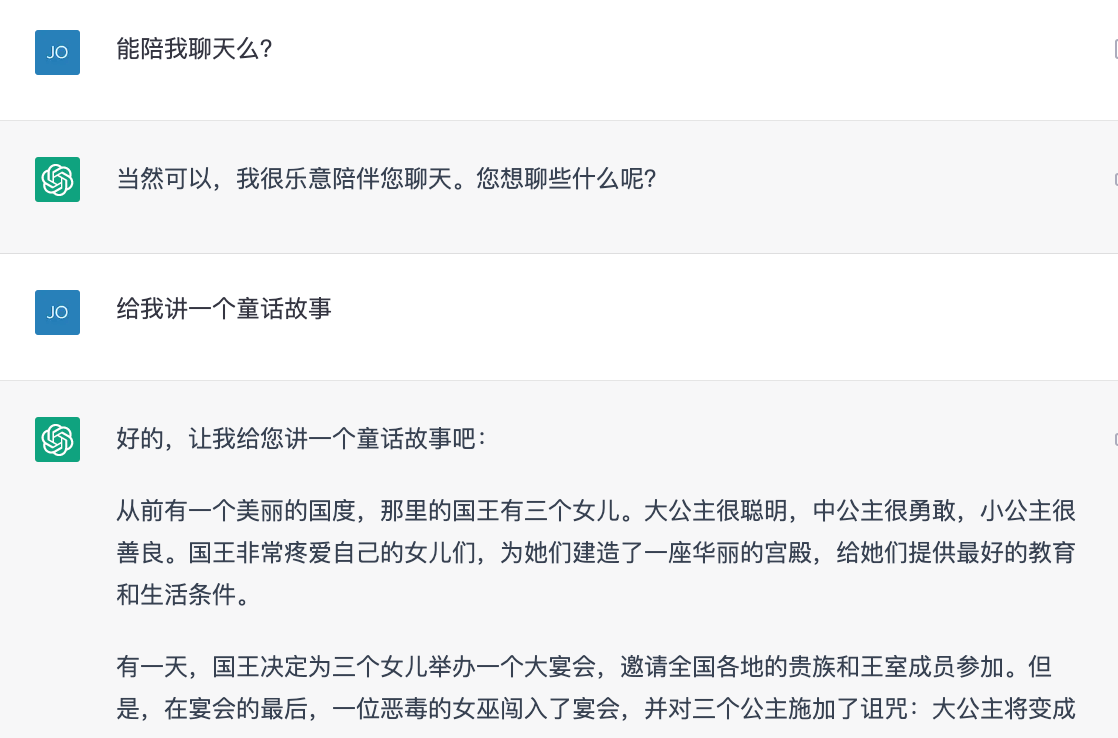 JO
能陪我聊天么?
当然可以，我很乐意陪伴您聊天。您想聊些什么呢?
JO
给我讲一个童话故事
好的，让我给您讲一个童话故事吧：
从前有一个美丽的国度，那里的国王有三个女儿。大公主很聪明，中公主很勇敢，小公主很
善良。国王非常疼爱自己的女儿们，为她们建造了一座华丽的宫殿，给她们提供最好的教育
和生活条件。
有一天，国王决定为三个女儿举办一个大宴会，邀请全国各地的贵族和王室成员参加。但
是，在宴会的最后，一位恶毒的女巫闯入了宴会，并对三个公主施加了诅咒：大公主将变成